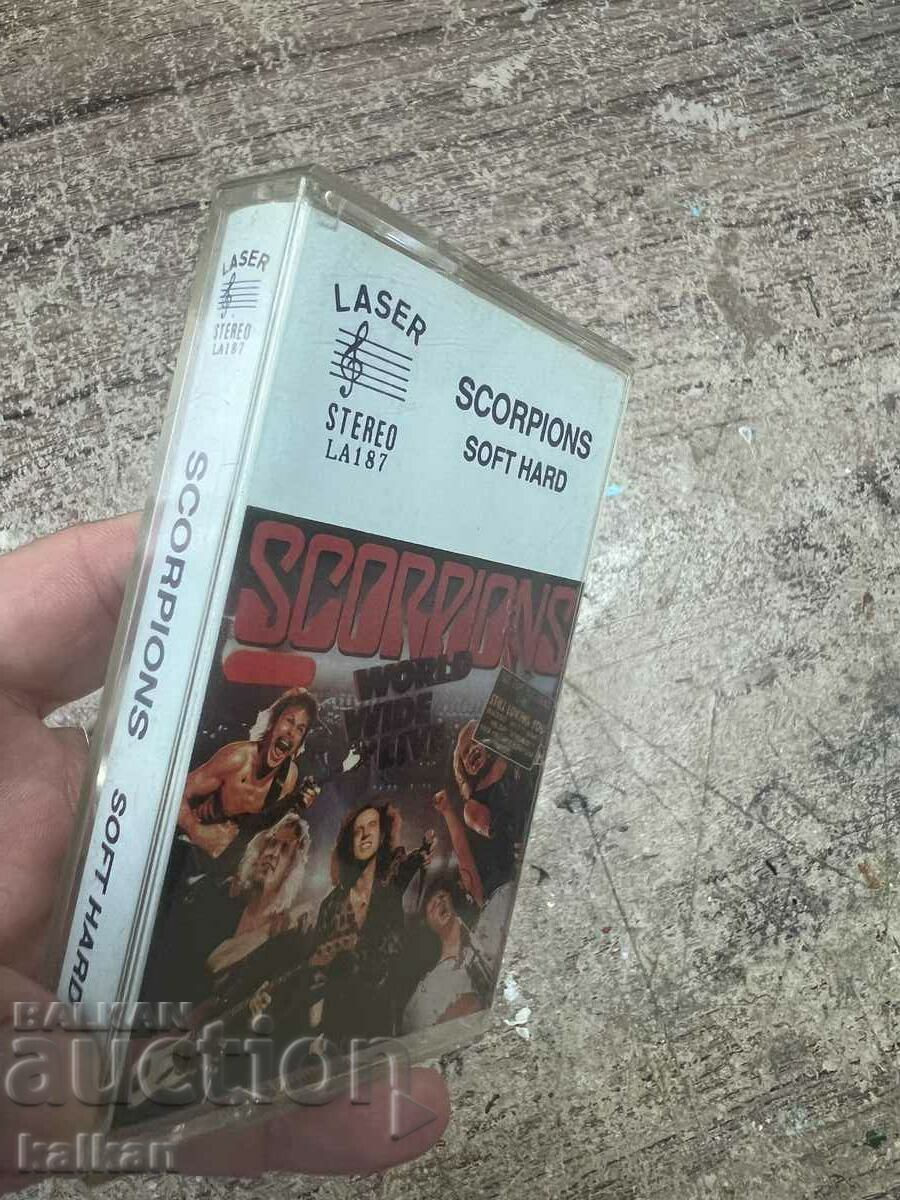 LASER
STEREO
LA187
SCORPIONS
SOFT HARD
LASER
STEREO
LA187
SCORPIONS
SOFT HARD
SCORPIONS
WORLD
WIDE
LIVE
BALKAN
auction
kalkan